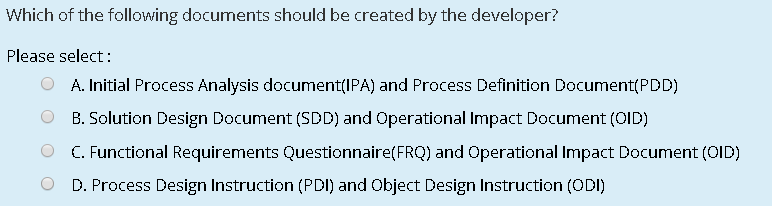 Which of the following documents should be created by the developer?
Please select :
A. Initial Process Analysis document(IPA) and Process Definition Document(PDD)
B. Solution Design Document (SDD) and Operational Impact Document (OID)
C. Functional Requirements Questionnaire(FRQ) and Operational Impact Document (OID)
D. Process Design Instruction (PDI) and Object Design Instruction (ODI)